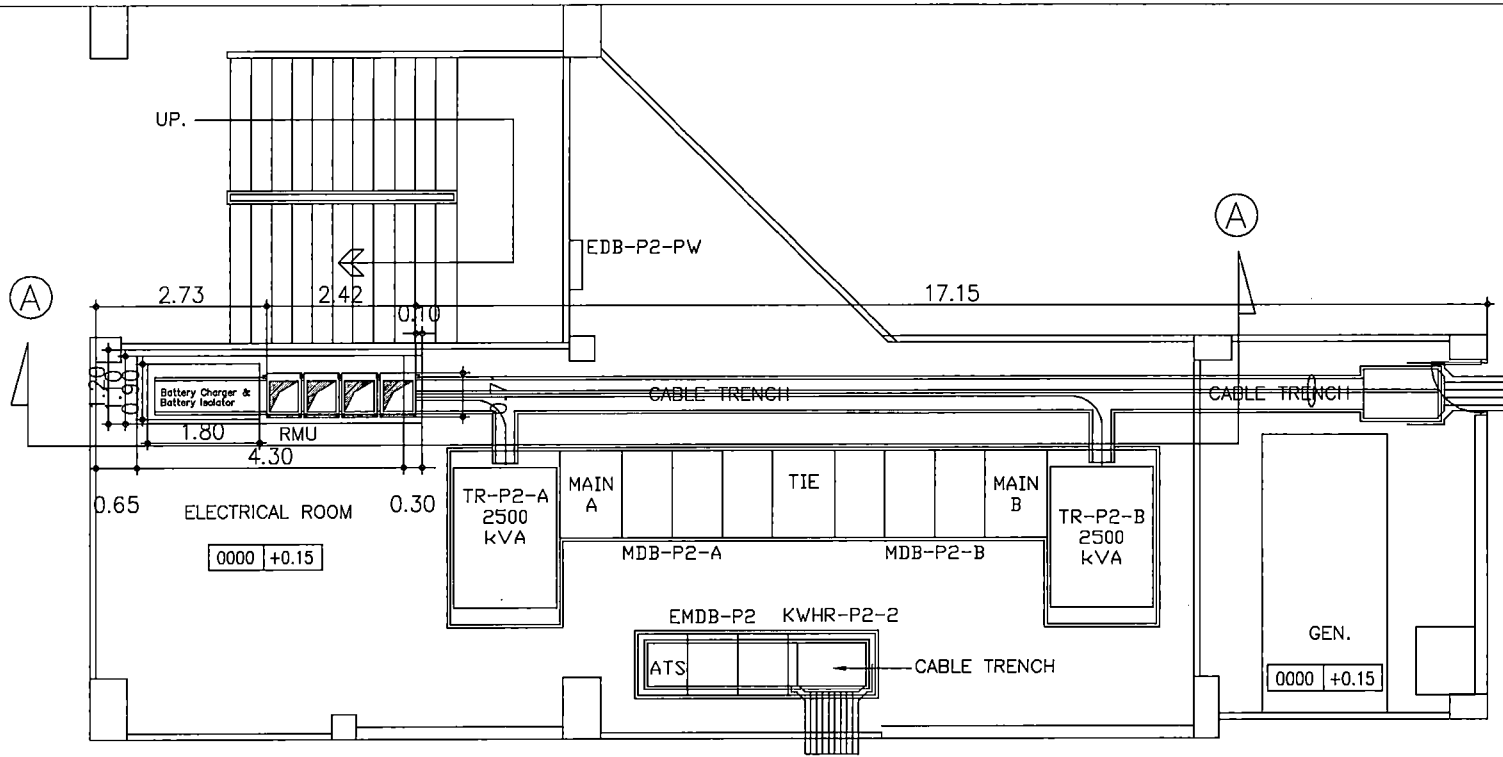 UP.
A
EDB-P2-PW
A
2.73
2.42
17.15
0.10
1.20
Battery Charger &
Battery Isolator
CABLE TRENCH
CABLE TRENCH
1.80
RMU
4.30
0.65
0.30
ELECTRICAL ROOM
0000 +0.15
TR-P2-A
2500
kVA
MAIN
A
TIE
MAIN
B
TR-P2-B
2500
kVA
MDB-P2-A
MDB-P2-B
EMDB-P2
KWHR-P2-2
ATS
CABLE TRENCH
GEN.
0000 +0.15